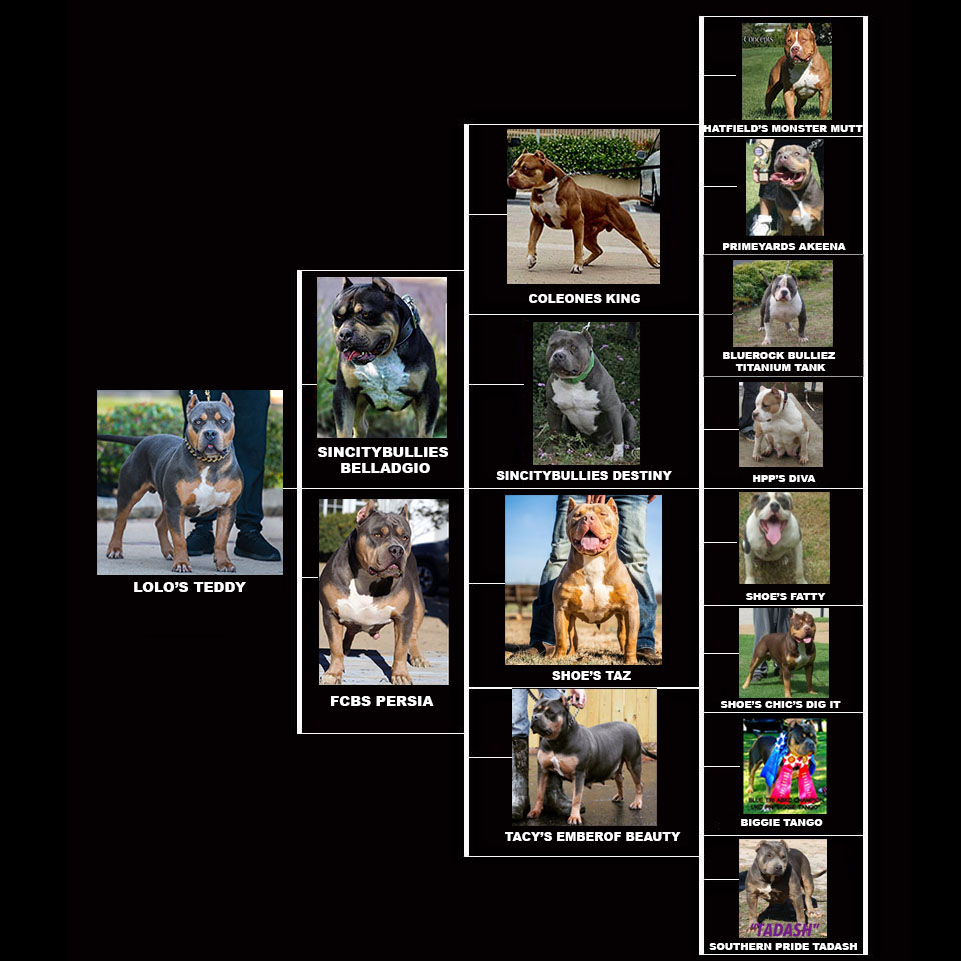 Concepts
HATFIELD'S MONSTER MUTT
PRIMEYARDS AKEENA
COLEONES KING
BLUEROCK BULLIEZ
TITANIUM TANK
SINCITYBULLIES
BELLADGIO
SINCITYBULLIES DESTINY
HPP'S DIVA
LOLO'S TEDDY
SHOE'S FATTY
SHOE'S TAZ
FCBS PERSIA
SHOE'S CHIC'S DIG IT
BIGGIE TANGO
TACY'S EMBEROF BEAUTY
"TADASH"
SOUTHERN PRIDE TADASH